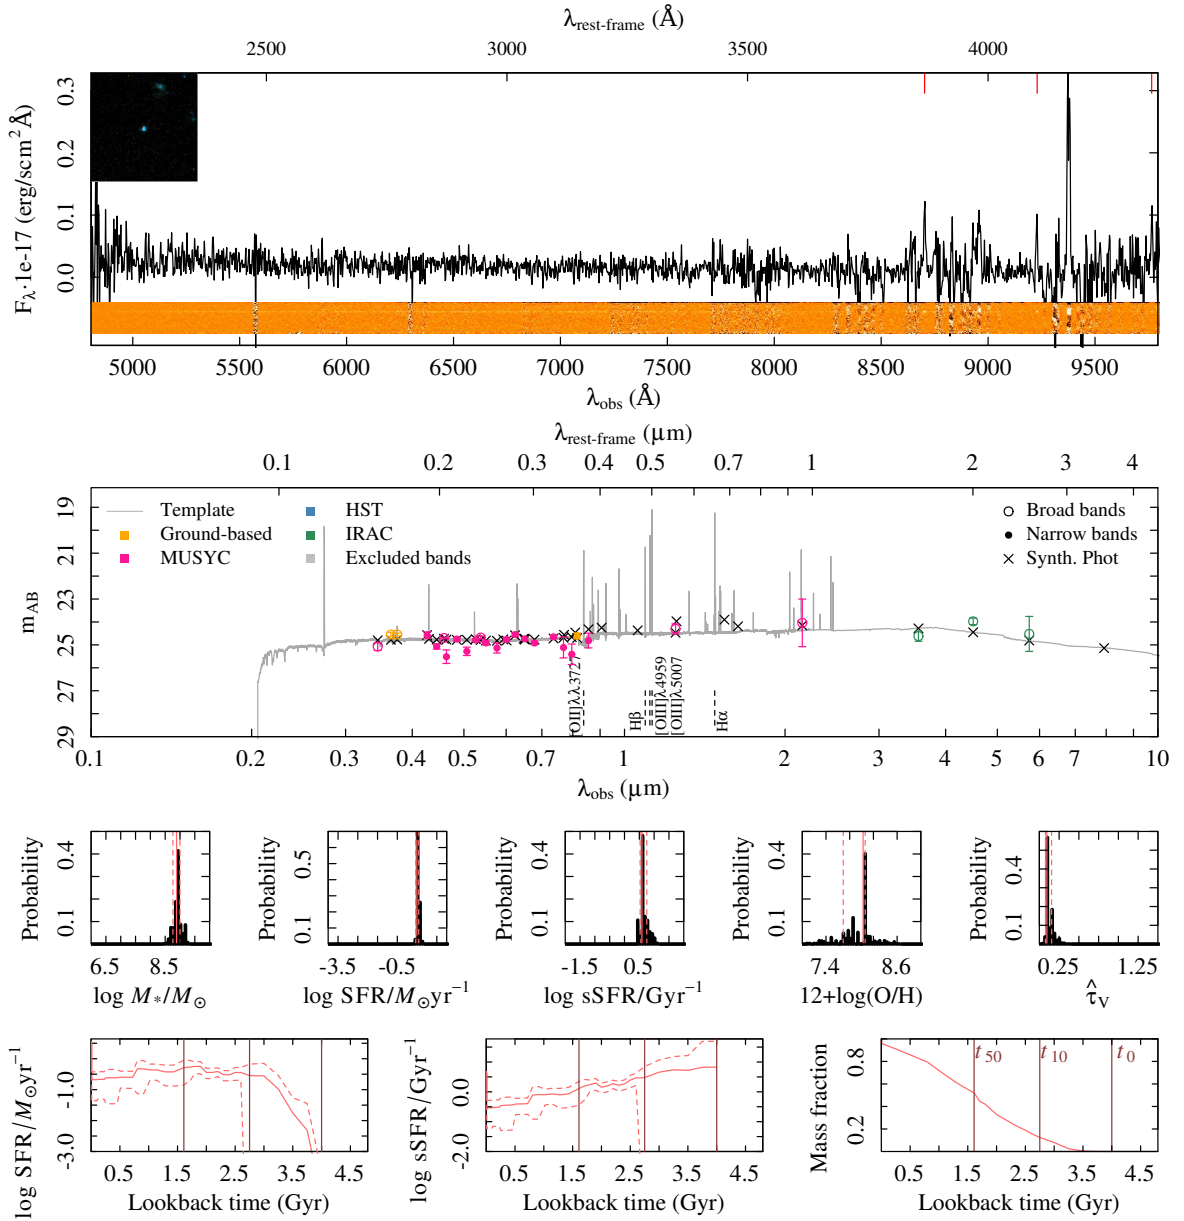 λrest-frame (Å)
2500 3000 3500 4000
Fλ·1e-17 (erg/scm² Å)
0.0 0.1 0.2 0.3
5000 5500 6000 6500 7000 7500 8000 8500 9000 9500
λobs (Å)
λrest-frame (µm)
0.1 0.2 0.3 0.4 0.5 0.7 1 2 3 4
mAB
19 21 23 25 27 29
Template
Ground-based
MUSYC
HST
IRAC
Excluded bands
Broad bands
Narrow bands
Synth. Phot
[OII]λλ3727
Hβ
[OIII]λ4959
[OIII]λ5007
Hα
0.1 0.2 0.3 0.4 0.5 0.7 1 2 3 4 5 6 7 10
λobs (µm)
Probability
0.1 0.4
6.5 8.5
log M*/M⊙
Probability
0.1 0.5
-3.5 -0.5
log SFR/M⊙yr⁻¹
Probability
0.1 0.4
-1.5 0.5
log sSFR/Gyr⁻¹
Probability
0.1 0.4
7.4 8.6
12+log(O/H)
Probability
0.1 0.4
0.25 1.25
τ̂V
log SFR/M⊙yr⁻¹
-3.0 -1.0
0.5 1.5 2.5 3.5 4.5
Lookback time (Gyr)
log sSFR/Gyr⁻¹
-2.0 0.0
0.5 1.5 2.5 3.5 4.5
Lookback time (Gyr)
Mass fraction
0.2 0.8
t50 t10 t0
0.5 1.5 2.5 3.5 4.5
Lookback time (Gyr)